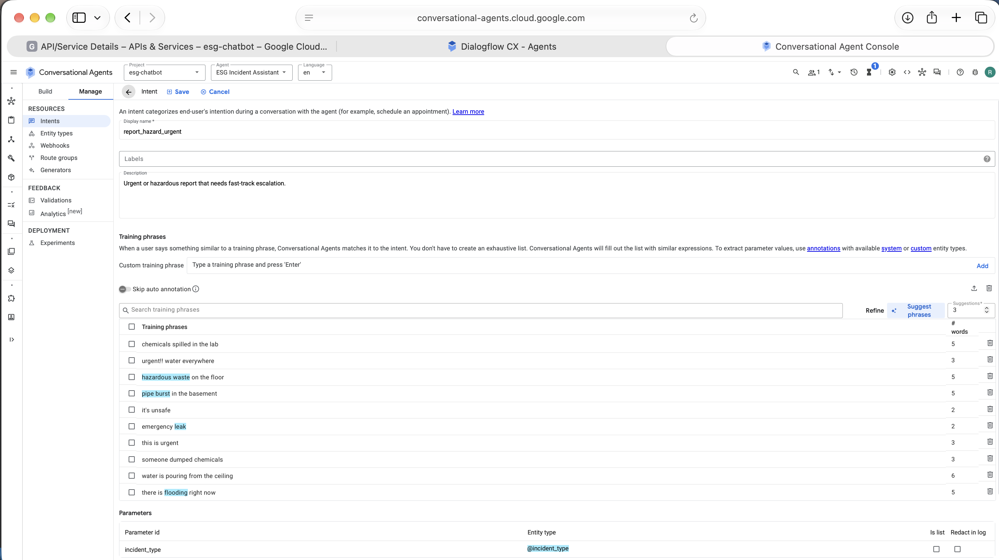 conversational-agents.cloud.google.com
G API/Service Details – APIs & Services – esg-chatbot – Google Cloud...
Dialogflow CX - Agents
Conversational Agent Console
Conversational Agents
Project
esg-chatbot
Agent
ESG Incident Assistant
Language
en
1
1
R
Build
Manage
Intent
Save
Cancel
RESOURCES
Intents
Entity types
Webhooks
Route groups
Generators
FEEDBACK
Validations
Analytics [new]
DEPLOYMENT
Experiments
An intent categorizes end-user's intention during a conversation with the agent (for example, schedule an appointment). Learn more
Display name *
report_hazard_urgent
Labels
Description
Urgent or hazardous report that needs fast-track escalation.
Training phrases
When a user says something similar to a training phrase, Conversational Agents matches it to the intent. You don't have to create an exhaustive list. Conversational Agents will fill out the list with similar expressions. To extract parameter values, use annotations with available system or custom entity types.
Custom training phrase
Type a training phrase and press 'Enter'
Add
Skip auto annotation
Search training phrases
Refine
Suggest phrases
Suggestions*
3
Training phrases
# words
chemicals spilled in the lab 5
urgent!! water everywhere 3
hazardous waste on the floor 5
pipe burst in the basement 5
it's unsafe 2
emergency leak 2
this is urgent 3
someone dumped chemicals 3
water is pouring from the ceiling 6
there is flooding right now 5
Parameters
Parameter id Entity type Is list Redact in log
incident_type @incident_type